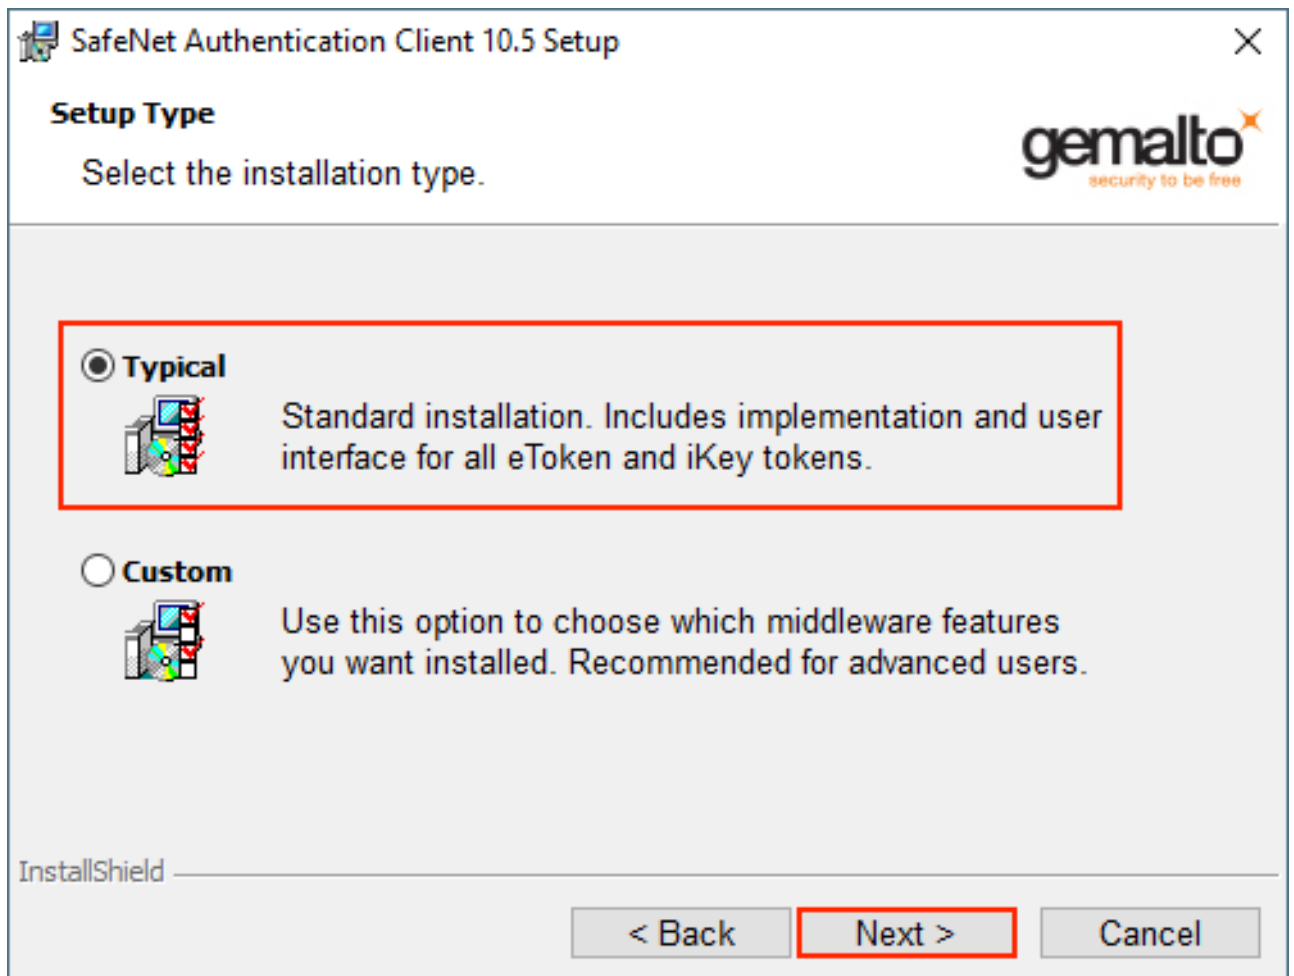 SafeNet Authentication Client 10.5 Setup
Setup Type
Select the installation type.
gemalto
security to be free
Typical
Standard installation. Includes implementation and user
interface for all eToken and iKey tokens.
Custom
Use this option to choose which middleware features
you want installed. Recommended for advanced users.
InstallShield
< Back
Next >
Cancel